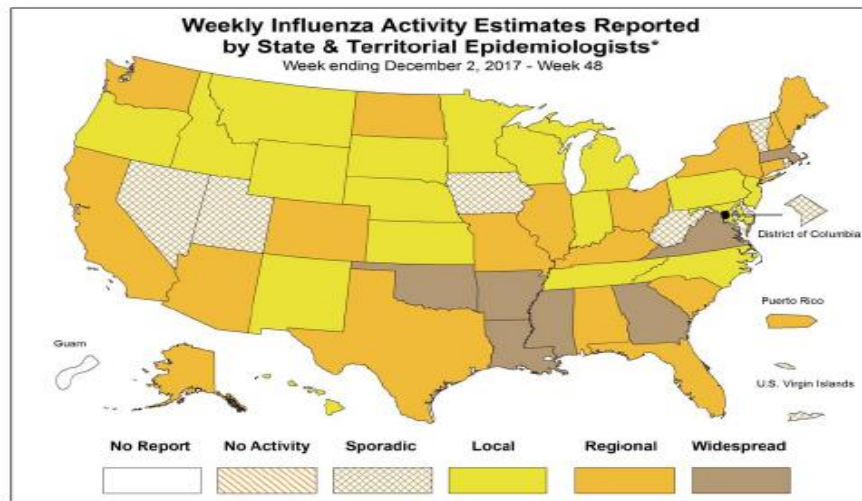 Weekly Influenza Activity Estimates Reported
by State & Territorial Epidemiologists*
Week ending December 2, 2017 - Week 48
District of Columbia
Puerto Rico
Guam
U.S. Virgin Islands
No Report No Activity Sporadic Local Regional Widespread